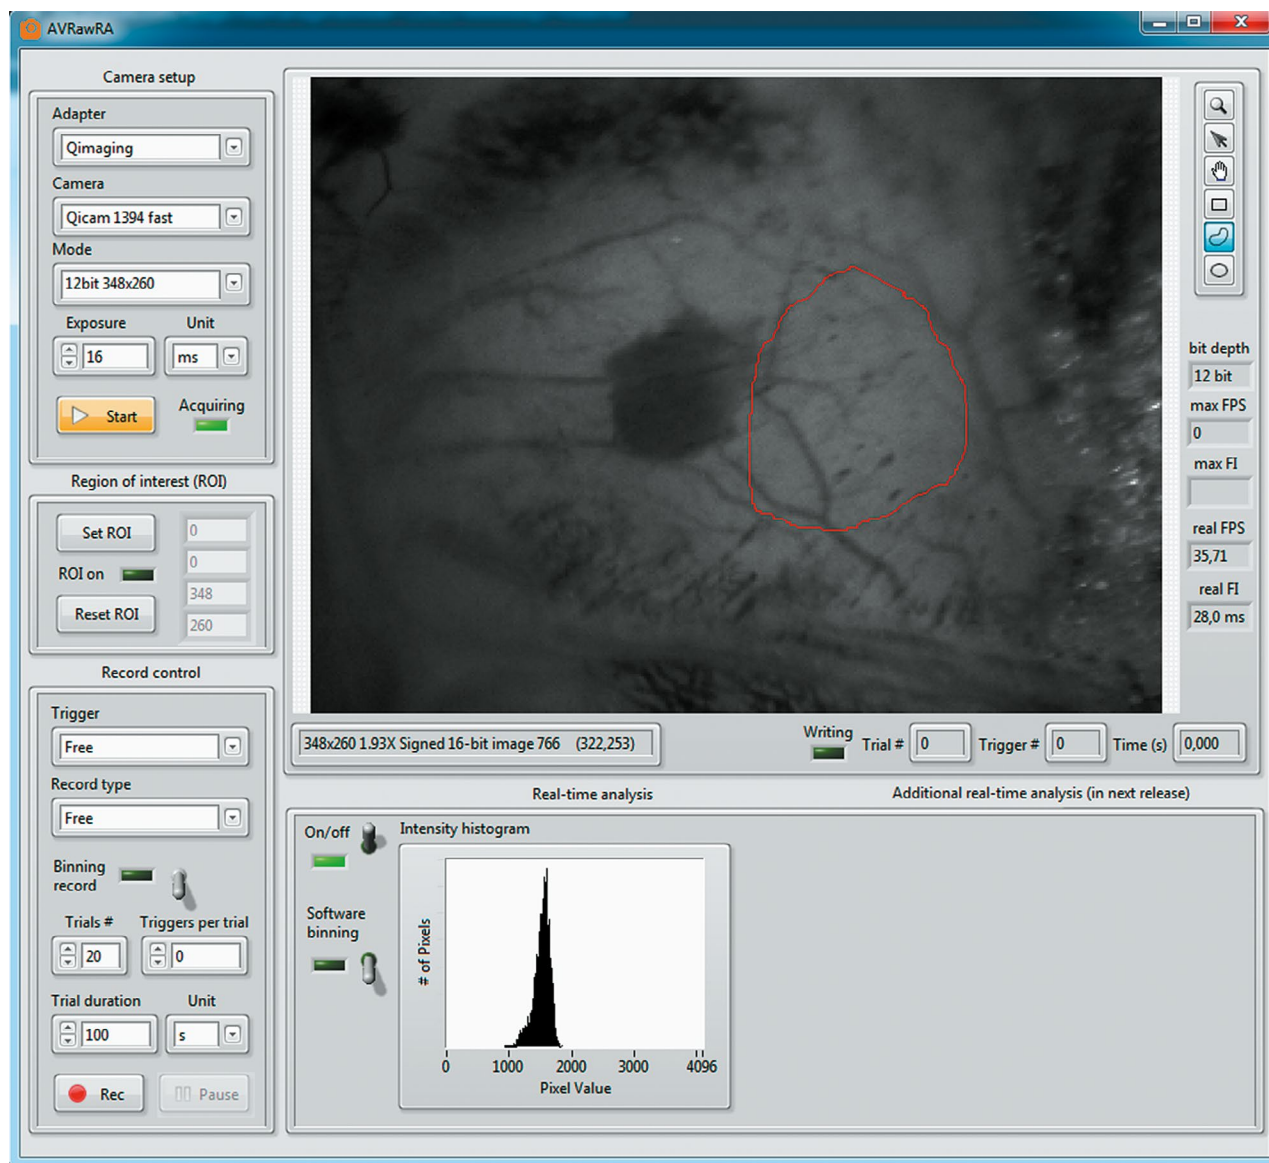 AVRawRA
Camera setup
Adapter
Qimaging
Camera
Qicam 1394 fast
Mode
12bit 348x260
Exposure Unit
16 ms
Start Acquiring
Region of interest (ROI)
Set ROI 0
ROI on 0
348
Reset ROI
260
Record control
Trigger
Free
Record type
Free
Binning
record
Trials # Triggers per trial
20 0
Trial duration Unit
100 s
Rec Pause
bit depth
12 bit
max FPS
0
max FI
real FPS
35,71
real FI
28,0 ms
348x260 1.93X Signed 16-bit image 766 (322,253)
Writing Trial # 0 Trigger # 0 Time (s) 0,000
Real-time analysis Additional real-time analysis (in next release)
On/off Intensity histogram
Software
binning
# of Pixels
0 1000 2000 3000 4096
Pixel Value